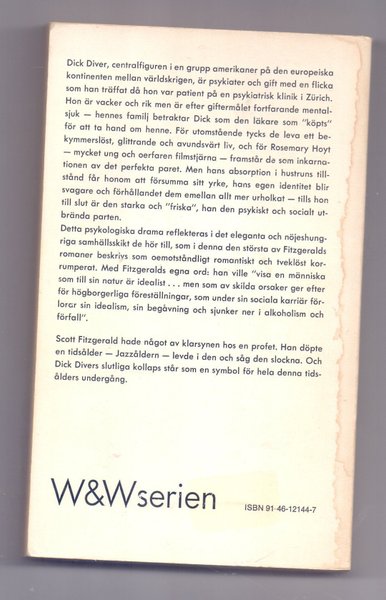 Dick Diver, centralfiguren i en grupp amerikaner på den europeiska
kontinenten mellan världskrigen, är psykiater och gift med en flicka
som han träffat då hon var patient på en psykiatrisk klinik i Zürich.
Hon är vacker och rik men är efter giftermålet fortfarande mental-
sjuk — hennes familj betraktar Dick som den läkare som "köpts"
för att ta hand om henne. För utomstående tycks de leva ett be-
kymmerslöst, glittrande och avundsvärt liv, och för Rosemary Hoyt
— mycket ung och oerfaren filmstjärna — framstår de som inkarna-
tionen av det perfekta paret. Men hans absorption i hustruns till-
stånd får honom att försumma sitt yrke, hans egen identitet blir
svagare och förhållandet dem emellan allt mer urholkat — tills hon
till slut är den starka och "friska", han den psykiskt och socialt ut-
brända parten.
Detta psykologiska drama reflekteras i det eleganta och nöjeshung-
riga samhällsskikt de hör till, som i denna den största av Fitzgeralds
romaner beskrivs som oemotståndligt romantiskt och tveklöst kor-
rumperat. Med Fitzgeralds egna ord: han ville "visa en människa
som till sin natur är idealist . . . men som av skilda orsaker ger efter
för högborgerliga föreställningar, som under sin sociala karriär för-
lorar sin idealism, sin begåvning och sjunker ner i alkoholism och
förfall".
Scott Fitzgerald hade något av klarsynen hos en profet. Han döpte
en tidsålder — Jazzåldern — levde i den och såg den slockna. Och
Dick Divers slutliga kollaps står som en symbol för hela denna tids-
ålders undergång.
W&Wserien
ISBN 91-46-12144-7